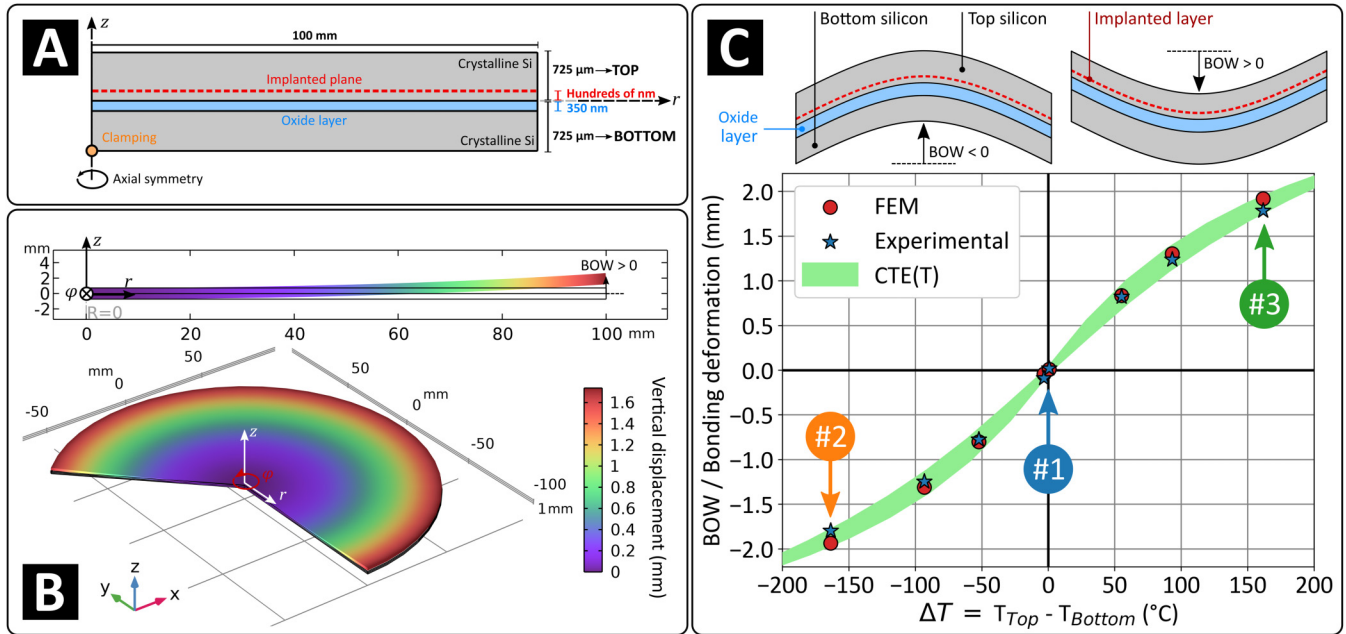 A
z
100 mm
Crystalline Si
Implanted plane
725 µm→TOP
Hundreds of nm
r
350 nm
Oxide layer
Clamping
Crystalline Si
725 µm→BOTTOM
Axial symmetry
B
mm
z
4
2
0
-2
φ
r
R=0
BOW > 0
0
20
40
60
80
100
mm
50
mm
0
-50
50
0
mm
-50
-100
1mm
z
φ
r
1.6
1.4
1.2
1
0.8
0.6
0.4
0.2
0
Vertical displacement (mm)
z
y
x
C
Bottom silicon
Top silicon
Implanted layer
BOW > 0
Oxide
layer
BOW < 0
FEM
Experimental
CTE(T)
#3
#2
#1
BOW / Bonding deformation (mm)
2.0
1.5
1.0
0.5
0.0
−0.5
−1.0
−1.5
−2.0
−200
−150
−100
−50
0
50
100
150
200
ΔT = T_Top - T_Bottom (°C)